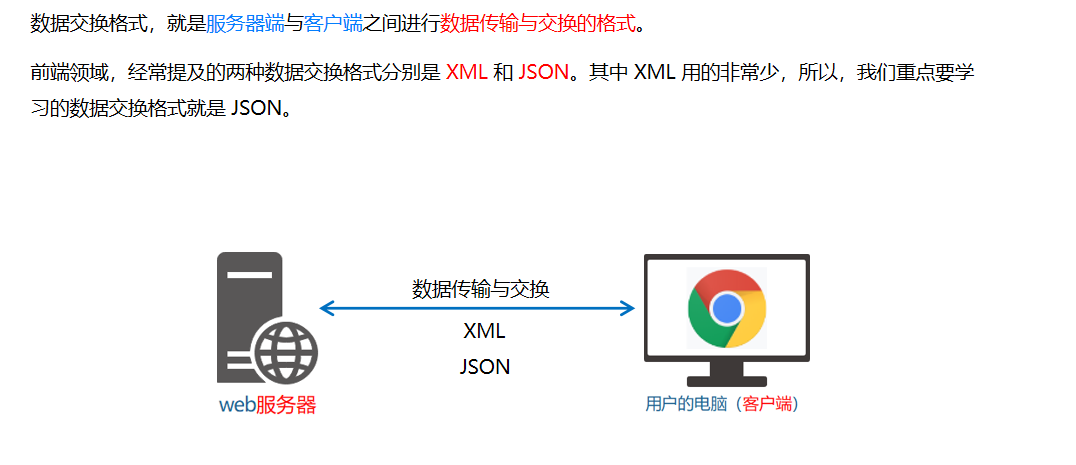 数据交换格式，就是服务器端与客户端之间进行数据传输与交换的格式。
前端领域，经常提及的两种数据交换格式分别是 XML 和 JSON。其中 XML 用的非常少，所以，我们重点要学
习的数据交换格式就是 JSON。
数据传输与交换
XML
JSON
web服务器
用户的电脑（客户端）